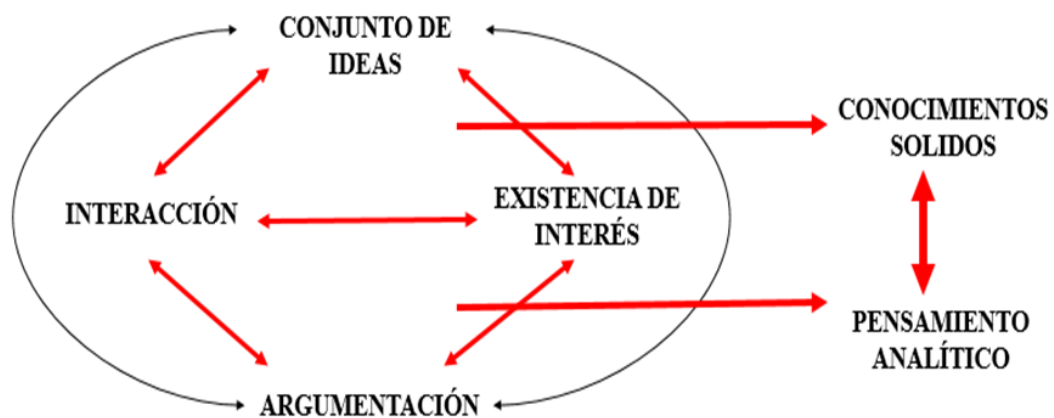 CONJUNTO DE
IDEAS
CONOCIMIENTOS
SOLIDOS
INTERACCIÓN
EXISTENCIA DE
INTERÉS
PENSAMIENTO
ANALÍTICO
ARGUMENTACIÓN